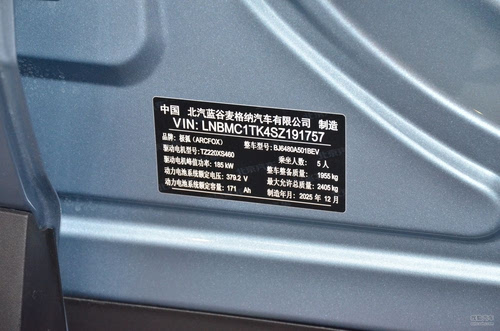 中国 北汽蓝谷麦格纳汽车有限公司 制造
VIN: LNBMC1TK4SZ191757
品牌：极狐（ARCFOX） 整车型号：BJ6480A501BEV
驱动电机型号：TZ220XS460 乘坐人数：5 人
驱动电机峰值功率：185 kW 整车整备质量：1955 kg
动力电池系统额定电压：379.2 V 最大允许总质量：2405 kg
动力电池系统额定容量：171 Ah 制造年月：2025 年 12 月